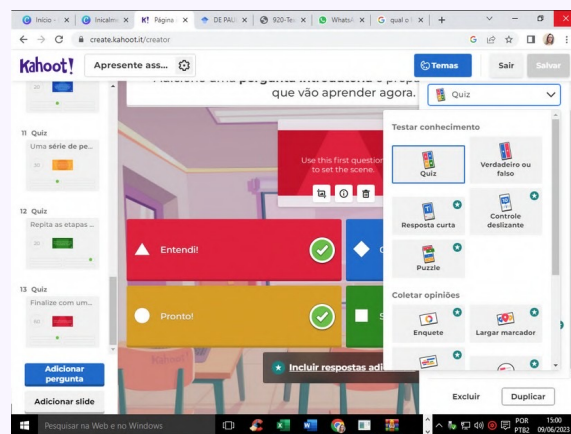 Início -
Inicialme
K! Página
DE PAU
920-Tex
WhatsA
qual o l
create.kahoot.it/creator
Kahoot!
Apresente ass...
Temas
Sair
Salvar
que vão aprender agora.
Quiz
Testar conhecimento
Quiz
Verdadeiro ou
falso
Resposta curta
Controle
deslizante
Puzzle
Coletar opiniões
Enquete
Largar marcador
11 Quiz
Uma série de pe...
12 Quiz
Repita as etapas ...
13 Quiz
Finalize com um...
Adicionar
pergunta
Adicionar slide
Use this first question
to set the scene.
Entendi!
Pronto!
Incluir respostas adi
Excluir
Duplicar
Pesquisar na Web e no Windows
POR
PTB2
15:00
09/06/2023